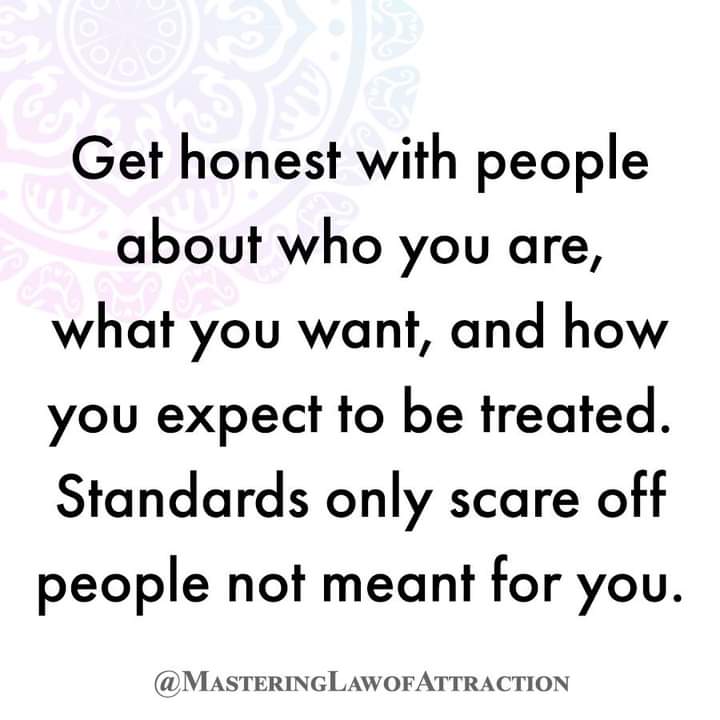 Get honest with people
about who you are,
what you want, and how
you expect to be treated.
Standards only scare off
people not meant for you.
@MasteringLawofAttraction